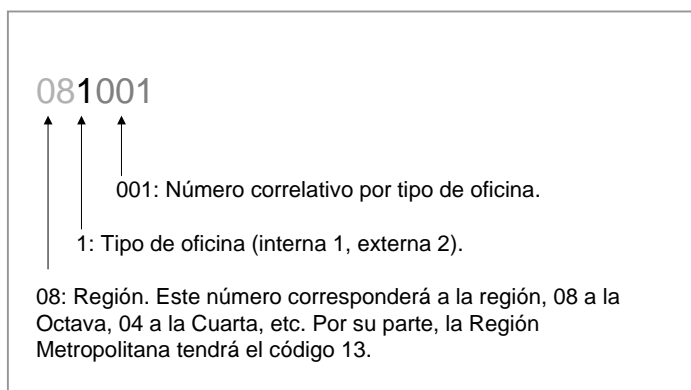 081001
001: Número correlativo por tipo de oficina.
1: Tipo de oficina (interna 1, externa 2).
08: Región. Este número corresponderá a la región, 08 a la
Octava, 04 a la Cuarta, etc. Por su parte, la Región
Metropolitana tendrá el código 13.